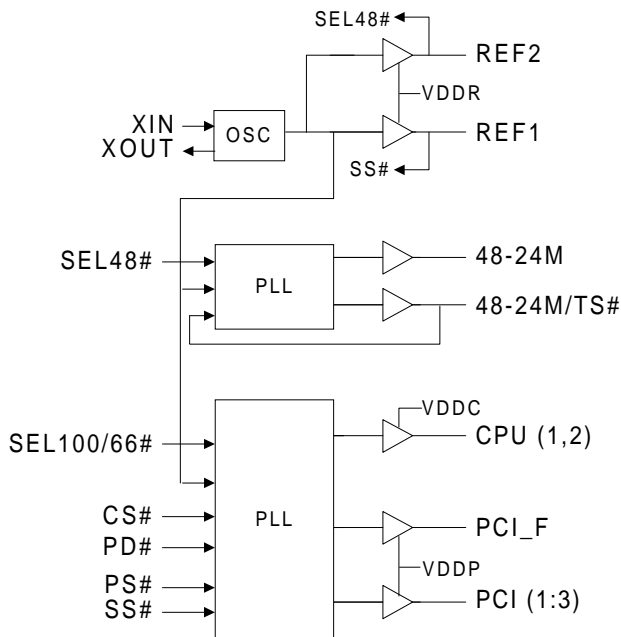 SEL48#
REF2
VDDR
XIN
XOUT
OSC
REF1
SS#
SEL48#
PLL
48-24M
48-24M/TS#
VDDC
SEL100/66#
CPU (1,2)
CS#
PD#
PLL
PCI_F
VDDP
PS#
SS#
PCI (1:3)